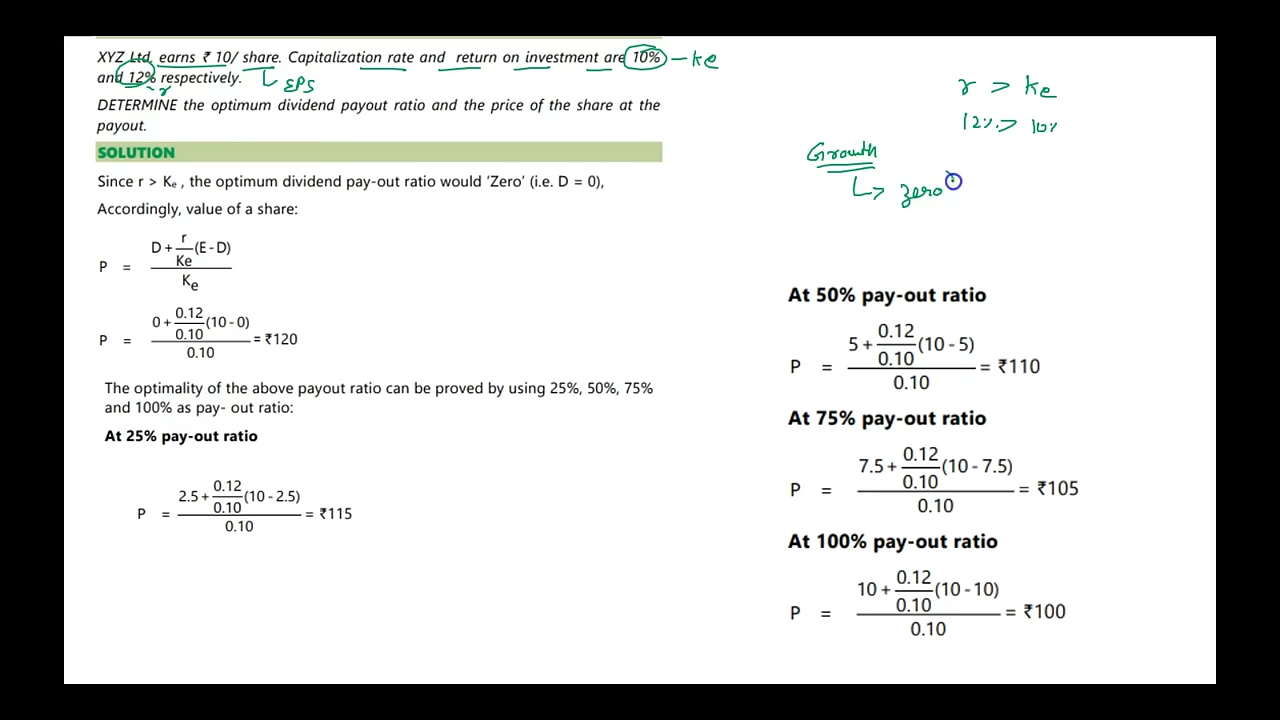 XYZ Ltd. earns ₹ 10/ share. Capitalization rate and return on investment are 10% – ke
and 12% respectively.
r
EPS
DETERMINE the optimum dividend payout ratio and the price of the share at the
payout.
SOLUTION
Since r > Ke , the optimum dividend pay-out ratio would 'Zero' (i.e. D = 0),
Accordingly, value of a share:
P = (D + r/Ke (E - D)) / Ke
P = (0 + 0.12/0.10 (10 - 0)) / 0.10 = ₹120
The optimality of the above payout ratio can be proved by using 25%, 50%, 75%
and 100% as pay- out ratio:
At 25% pay-out ratio
P = (2.5 + 0.12/0.10 (10 - 2.5)) / 0.10 = ₹115
r > ke
12% > 10%
Growth
↳ zero
At 50% pay-out ratio
P = (5 + 0.12/0.10 (10 - 5)) / 0.10 = ₹110
At 75% pay-out ratio
P = (7.5 + 0.12/0.10 (10 - 7.5)) / 0.10 = ₹105
At 100% pay-out ratio
P = (10 + 0.12/0.10 (10 - 10)) / 0.10 = ₹100